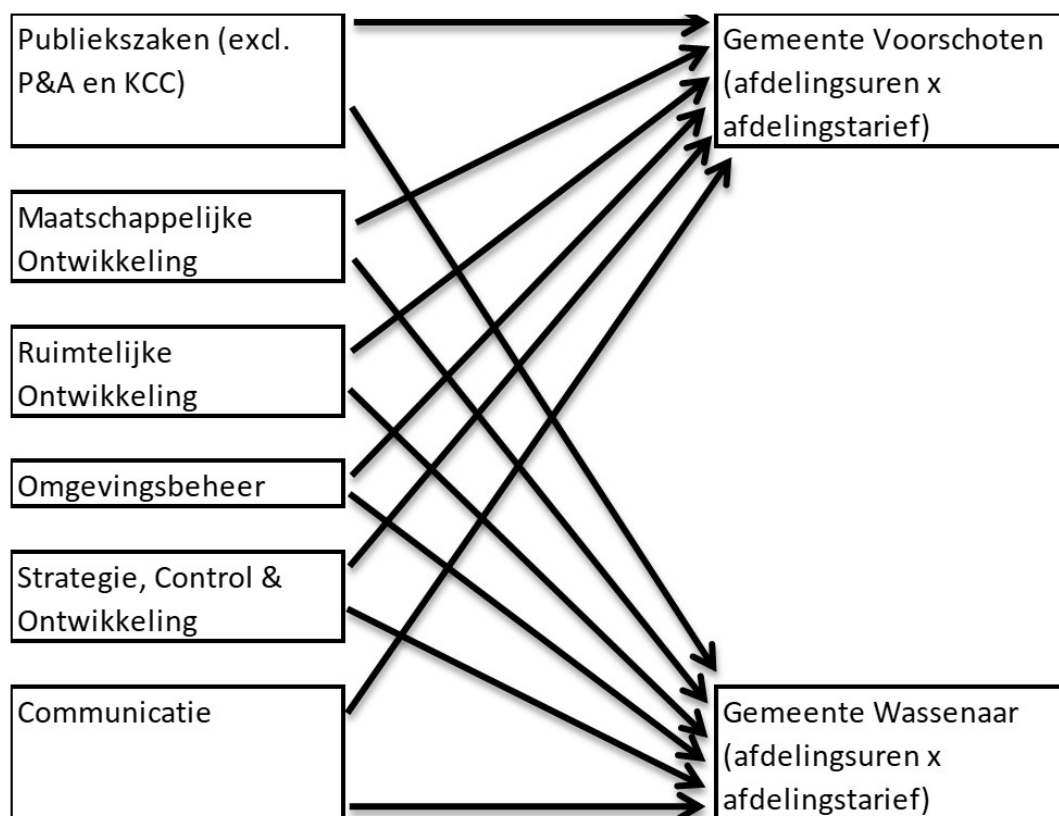 Publiekszaken (excl.
P&A en KCC)
Maatschappelijke
Ontwikkeling
Ruimtelijke
Ontwikkeling
Omgevingsbeheer
Strategie, Control &
Ontwikkeling
Communicatie
Gemeente Voorschoten
(afdelingsuren x
afdelingstarief)
Gemeente Wassenaar
(afdelingsuren x
afdelingstarief)